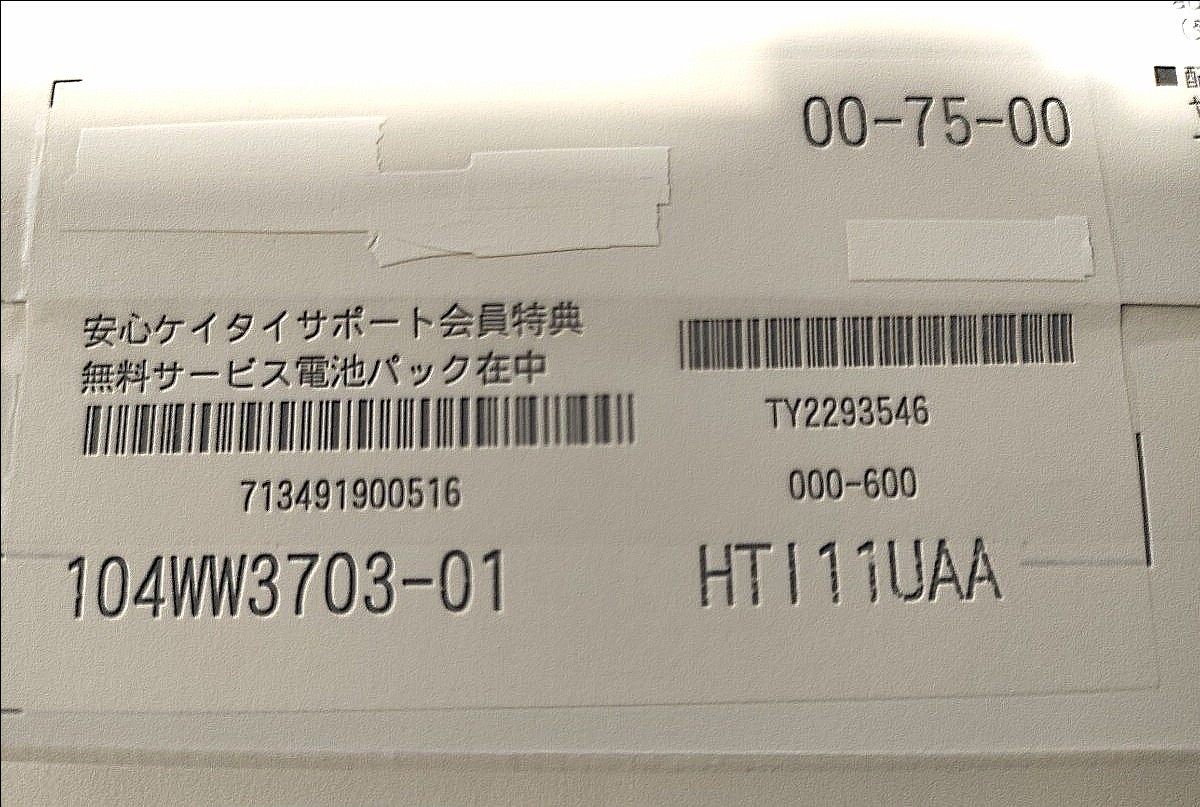 00-75-00
安心ケイタイサポート会員特典
無料サービス電池パック在中
713491900516
TY2293546
000-600
104WW3703-01
HTI11UAA